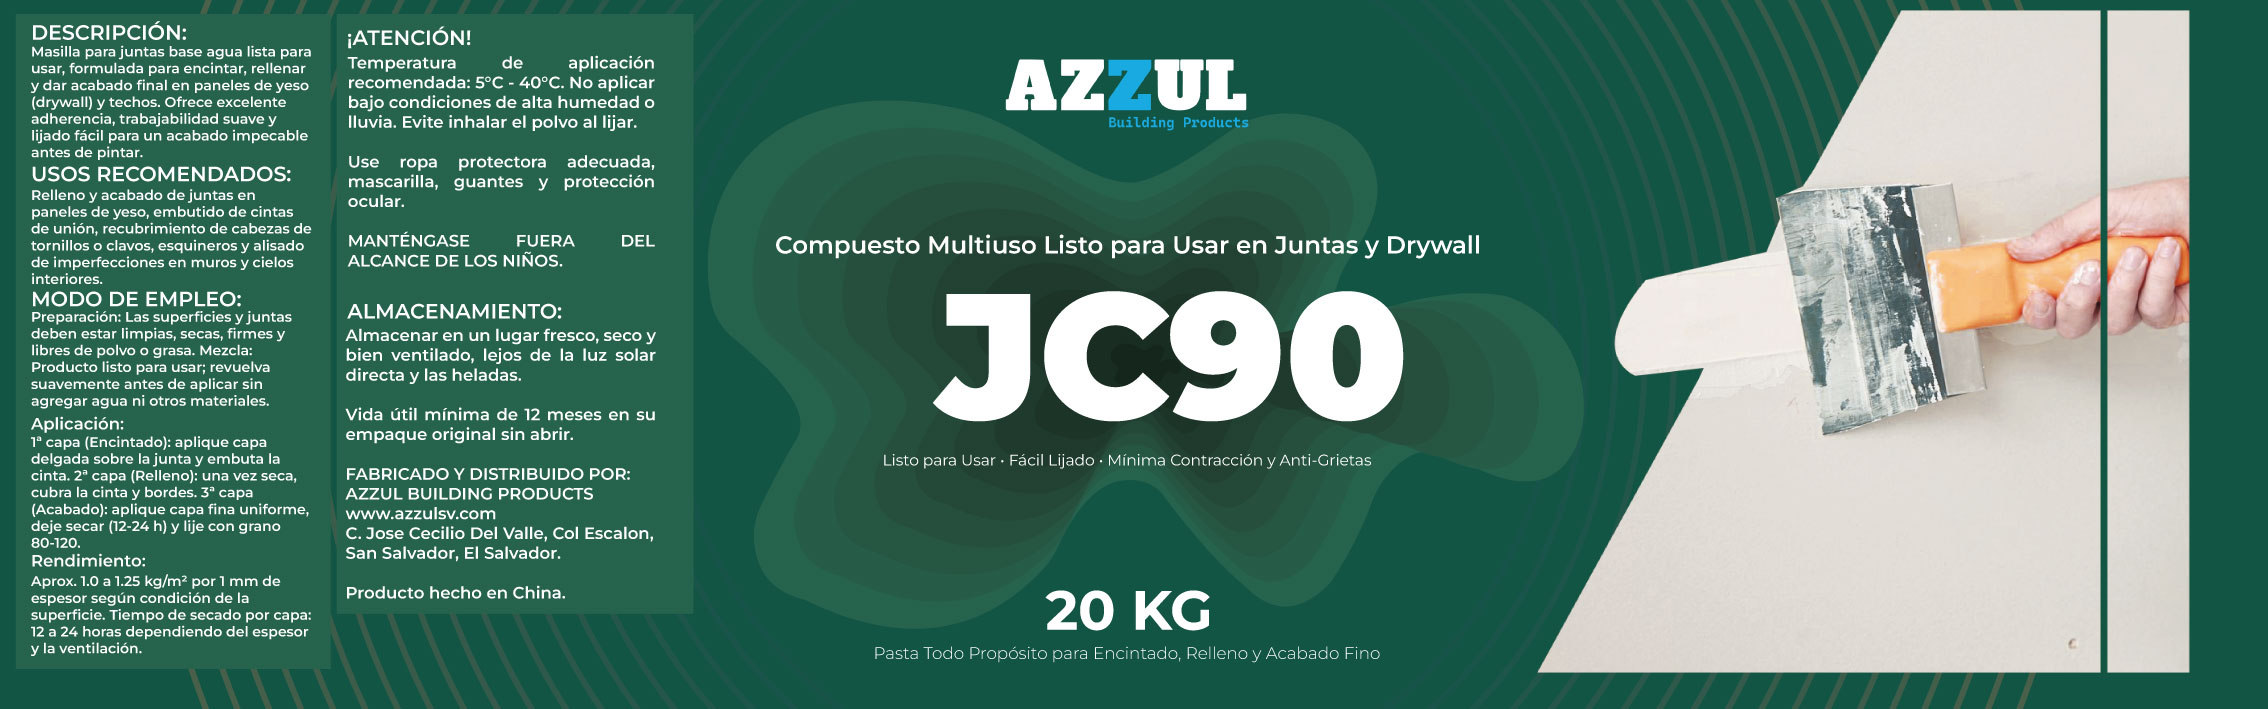 DESCRIPCIÓN:
Masilla para juntas base agua lista para
usar, formulada para encintar, rellenar
y dar acabado final en paneles de yeso
(drywall) y techos. Ofrece excelente
adherencia, trabajabilidad suave y
lijado fácil para un acabado impecable
antes de pintar.
USOS RECOMENDADOS:
Relleno y acabado de juntas en
paneles de yeso, embutido de cintas
de unión, recubrimiento de cabezas de
tornillos o clavos, esquineros y alisado
de imperfecciones en muros y cielos
interiores.
MODO DE EMPLEO:
Preparación: Las superficies y juntas
deben estar limpias, secas, firmes y
libres de polvo o grasa. Mezcla:
Producto listo para usar; revuelva
suavemente antes de aplicar sin
agregar agua ni otros materiales.
Aplicación:
1ª capa (Encintado): aplique capa
delgada sobre la junta y embuta la
cinta. 2ª capa (Relleno): una vez seca,
cubra la cinta y bordes. 3ª capa
(Acabado): aplique capa fina uniforme,
deje secar (12-24 h) y lije con grano
80-120.
Rendimiento:
Aprox. 1.0 a 1.25 kg/m² por 1 mm de
espesor según condición de la
superficie. Tiempo de secado por capa:
12 a 24 horas dependiendo del espesor
y la ventilación.
¡ATENCIÓN!
Temperatura de aplicación
recomendada: 5°C - 40°C. No aplicar
bajo condiciones de alta humedad o
lluvia. Evite inhalar el polvo al lijar.
Use ropa protectora adecuada,
mascarilla, guantes y protección
ocular.
MANTÉNGASE FUERA DEL
ALCANCE DE LOS NIÑOS.
ALMACENAMIENTO:
Almacenar en un lugar fresco, seco y
bien ventilado, lejos de la luz solar
directa y las heladas.
Vida útil mínima de 12 meses en su
empaque original sin abrir.
FABRICADO Y DISTRIBUIDO POR:
AZZUL BUILDING PRODUCTS
www.azzulsv.com
C. Jose Cecilio Del Valle, Col Escalon,
San Salvador, El Salvador.
Producto hecho en China.
AZZUL
Building Products
Compuesto Multiuso Listo para Usar en Juntas y Drywall
JC90
Listo para Usar • Fácil Lijado • Mínima Contracción y Anti-Grietas
20 KG
Pasta Todo Propósito para Encintado, Relleno y Acabado Fino